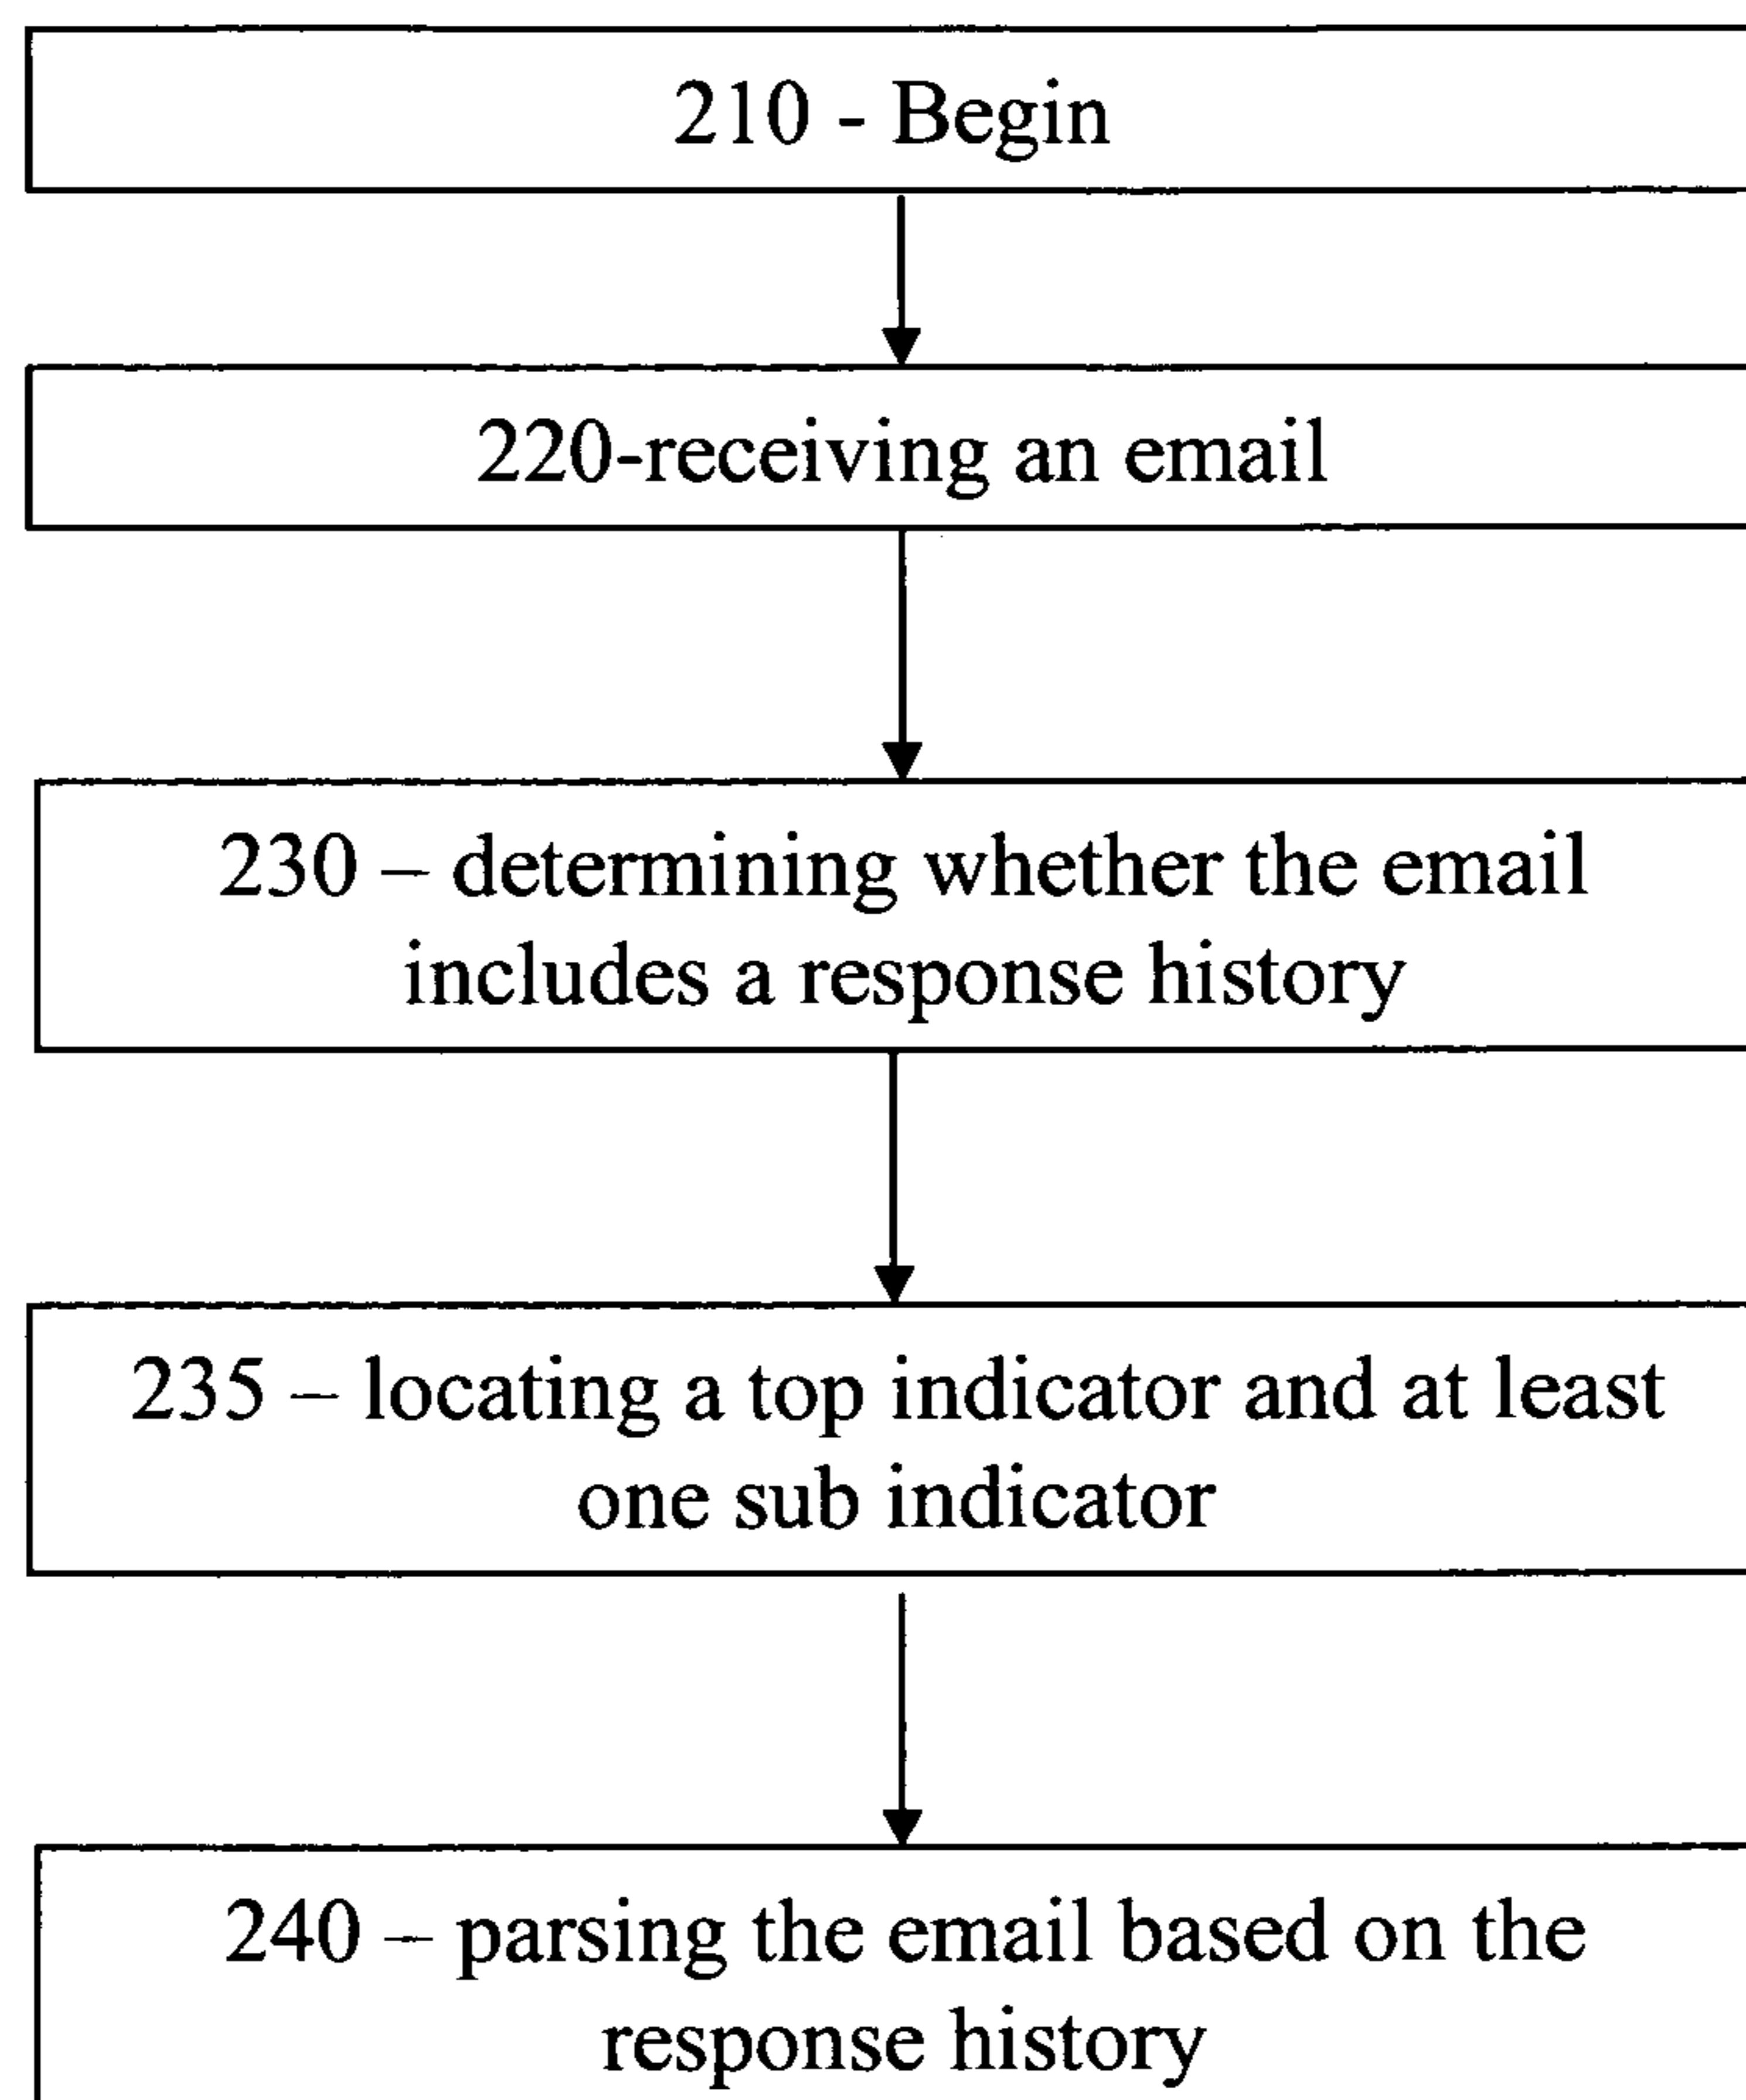 210 - Begin
220-receiving an email
230 – determining whether the email
includes a response history
235 – locating a top indicator and at least
one sub indicator
240 – parsing the email based on the
response history